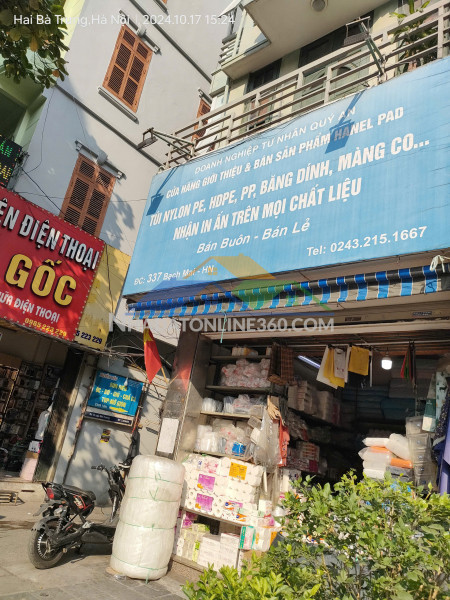 Hai Bà Trưng,Hà Nội | 2024.10.17 15:24
DOANH NGHIỆP TƯ NHÂN QUÝ AN
CỬA HÀNG GIỚI THIỆU & BÁN SẢN PHẨM HANEL PAD
TÚI NYLON PE, HDPE, PP, BĂNG DÍNH, MÀNG CO...
NHẬN IN ẤN TRÊN MỌI CHẤT LIỆU
Bán Buôn - Bán Lẻ
ĐC: 337 Bạch Mai - HN
Tel: 0243.215.1667
ỆN ĐIỆN THOẠI
GỐC
ỬA ĐIỆN THOẠI